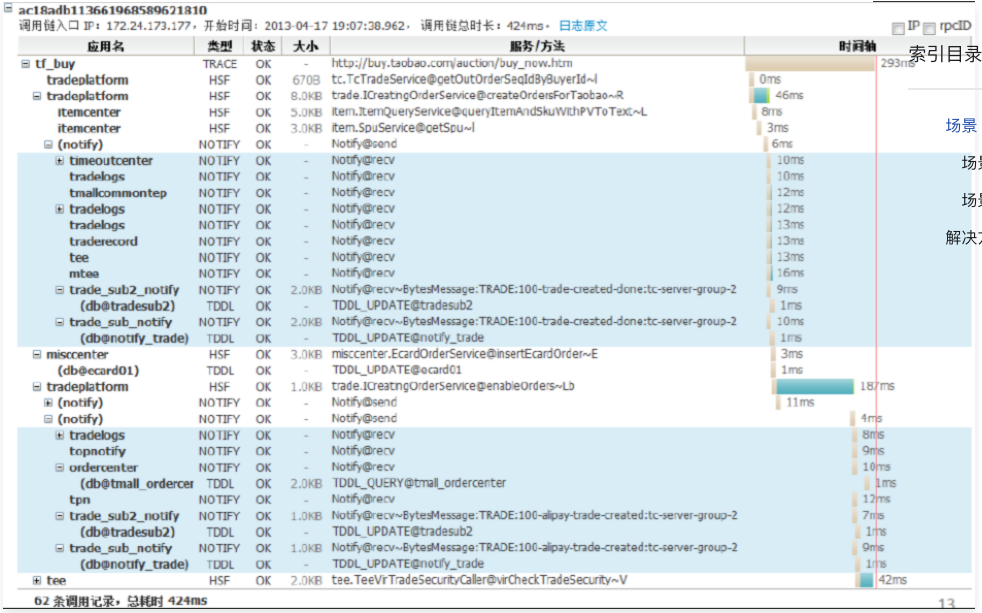 ac18adb113661968589621810
调用链入口 IP: 172.24.173.177, 开始时间: 2013-04-17 19:07:38.962, 调用链总时长: 424ms. 日志原文
IP rpcID
应用名 类型 状态 大小 服务/方法 时间轴
索引目录
tf_buy TRACE OK - http://buy.taobao.com/auction/buy_now.htm 293ms
tradeplatform HSF OK 670B tc.TcTradeService@getOutOrderSeqIdByBuyerId~l 0ms
tradeplatform HSF OK 8.0KB trade.ICreatingOrderService@createOrdersForTaobao~R 46ms
itemcenter HSF OK 5.0KB item.ItemQueryService@queryItemAndSkuWithPVToText~L 8ms
itemcenter HSF OK 3.0KB item.SpuService@getSpu~l 3ms
场景
(notify) NOTIFY OK - Notify@send 6ms
timeoutcenter NOTIFY OK - Notify@recv 10ms
场景
tradelogs NOTIFY OK - Notify@recv 10ms
tmallcommontep NOTIFY OK - Notify@recv 12ms
场景
tradelogs NOTIFY OK - Notify@recv 12ms
tradelogs NOTIFY OK - Notify@recv 13ms
解决方
traderecord NOTIFY OK - Notify@recv 13ms
tee NOTIFY OK - Notify@recv 13ms
mtee NOTIFY OK - Notify@recv 16ms
trade_sub2_notify NOTIFY OK 2.0KB Notify@recv~BytesMessage:TRADE:100-trade-created-done:tc-server-group-2 9ms
(db@tradesub2) TDDL OK - TDDL_UPDATE@tradesub2 1ms
trade_sub_notify NOTIFY OK 2.0KB Notify@recv~BytesMessage:TRADE:100-trade-created-done:tc-server-group-2 10ms
(db@notify_trade) TDDL OK - TDDL_UPDATE@notify_trade 1ms
misccenter HSF OK 3.0KB misccenter.EcardOrderService@insertEcardOrder~E 3ms
(db@ecard01) TDDL OK - TDDL_UPDATE@ecard01 1ms
tradeplatform HSF OK 1.0KB trade.ICreatingOrderService@enableOrders~Lb 187ms
(notify) NOTIFY OK - Notify@send 11ms
(notify) NOTIFY OK - Notify@send 4ms
tradelogs NOTIFY OK - Notify@recv 8ms
topnotify NOTIFY OK - Notify@recv 9ms
ordercenter NOTIFY OK - Notify@recv 10ms
(db@tmall_ordercer TDDL OK 2.0KB TDDL_QUERY@tmall_ordercenter 1ms
tpn NOTIFY OK - Notify@recv 12ms
trade_sub2_notify NOTIFY OK 1.0KB Notify@recv~BytesMessage:TRADE:100-alipay-trade-created:tc-server-group-2 7ms
(db@tradesub2) TDDL OK - TDDL_UPDATE@tradesub2 1ms
trade_sub_notify NOTIFY OK 1.0KB Notify@recv~BytesMessage:TRADE:100-alipay-trade-created:tc-server-group-2 9ms
(db@notify_trade) TDDL OK - TDDL_UPDATE@notify_trade 1ms
tee HSF OK 2.0KB tee.TeeVirTradeSecurityCaller@virCheckTradeSecurity~V 42ms
62 条调用记录, 总耗时 424ms
13